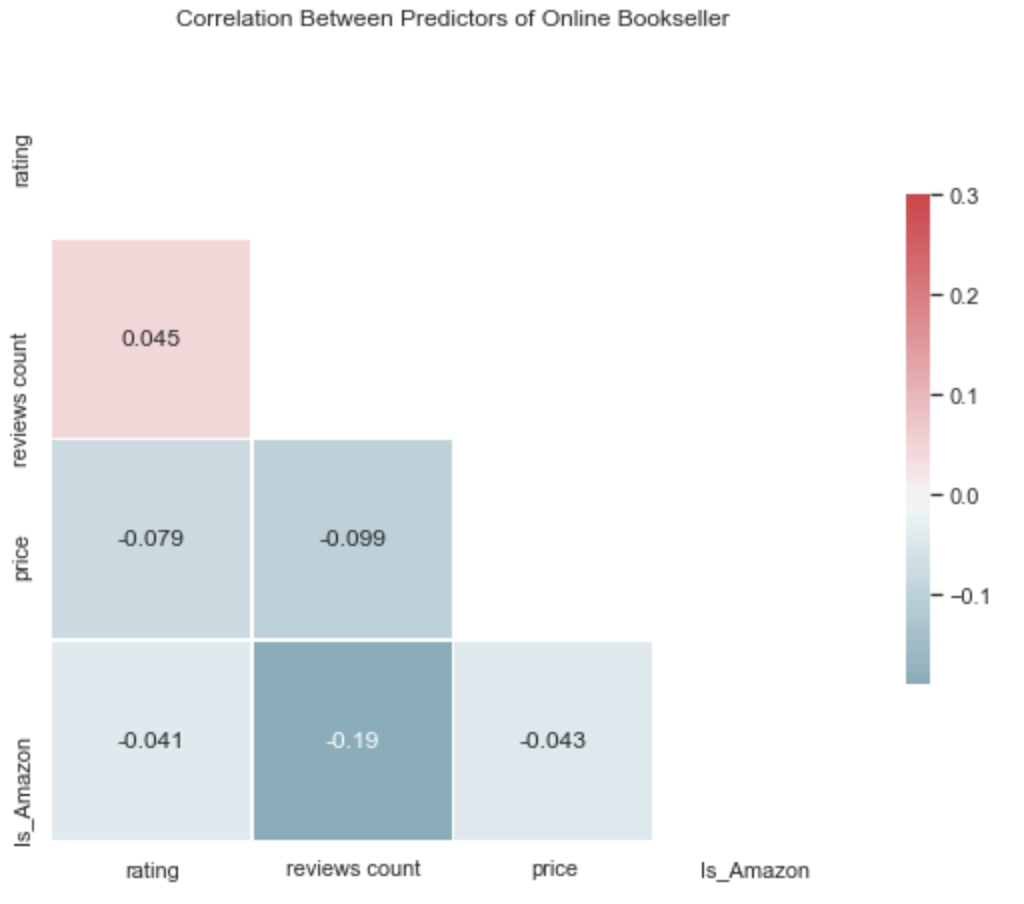 Correlation Between Predictors of Online Bookseller
rating
0.3
0.2
reviews count
0.045
0.1
0.0
price
-0.079
-0.099
−0.1
Is_Amazon
-0.041
-0.19
-0.043
rating
reviews count
price
Is_Amazon